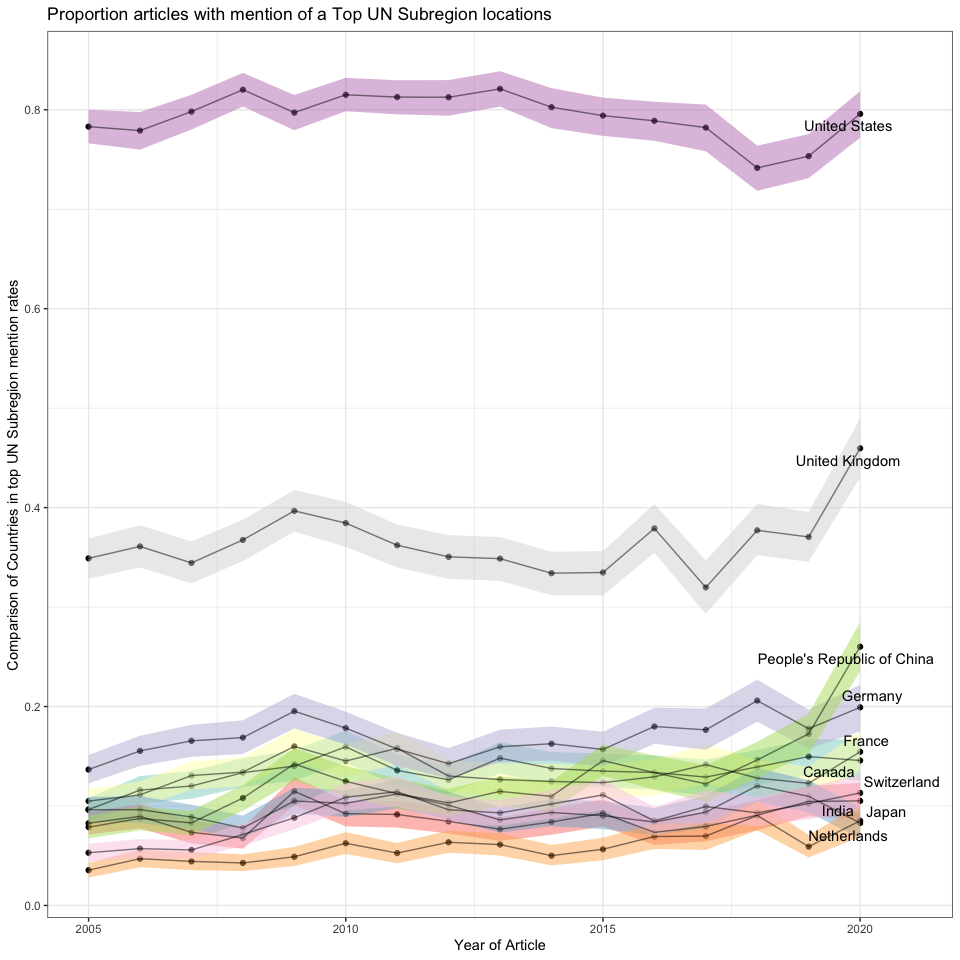 Proportion articles with mention of a Top UN Subregion locations
Comparison of Countries in top UN Subregion mention rates
0.8
0.6
0.4
0.2
0.0
United States
United Kingdom
People's Republic of China
Germany
France
Canada
Switzerland
India
Japan
Netherlands
2005
2010
2015
2020
Year of Article